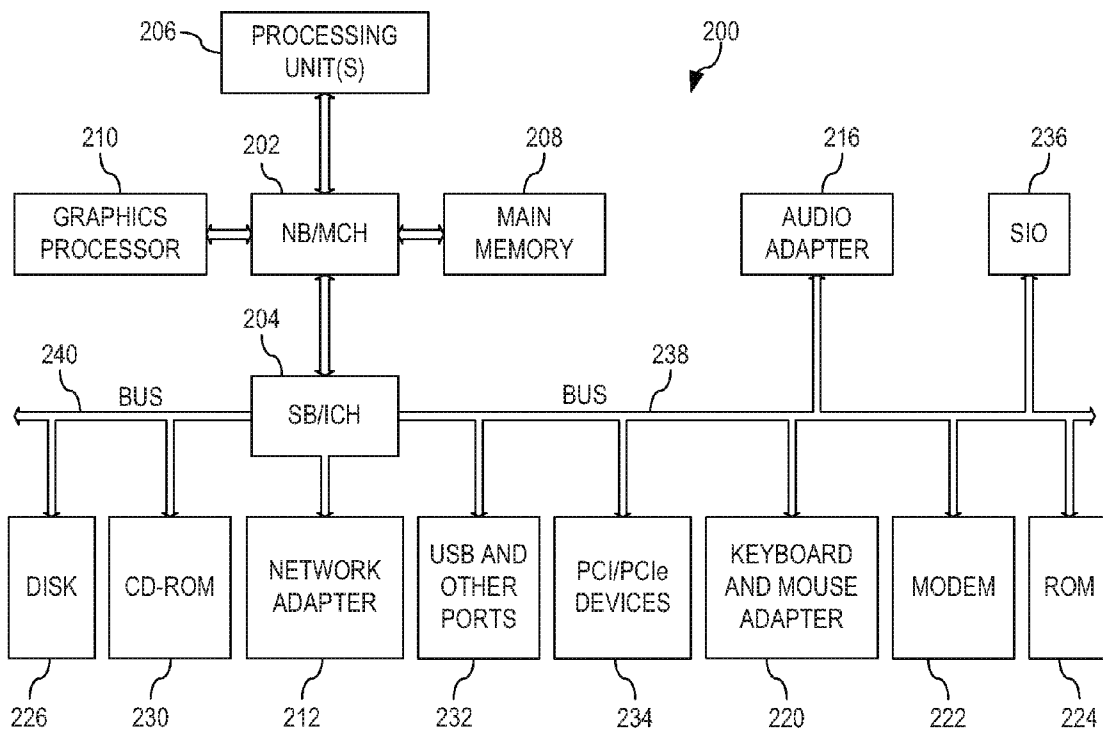 206
PROCESSING
UNIT(S)
200
210
202
208
216
236
GRAPHICS
PROCESSOR
NB/MCH
MAIN
MEMORY
AUDIO
ADAPTER
SIO
204
240
BUS
SB/ICH
BUS
238
DISK
CD-ROM
NETWORK
ADAPTER
USB AND
OTHER
PORTS
PCI/PCIe
DEVICES
KEYBOARD
AND MOUSE
ADAPTER
MODEM
ROM
226
230
212
232
234
220
222
224